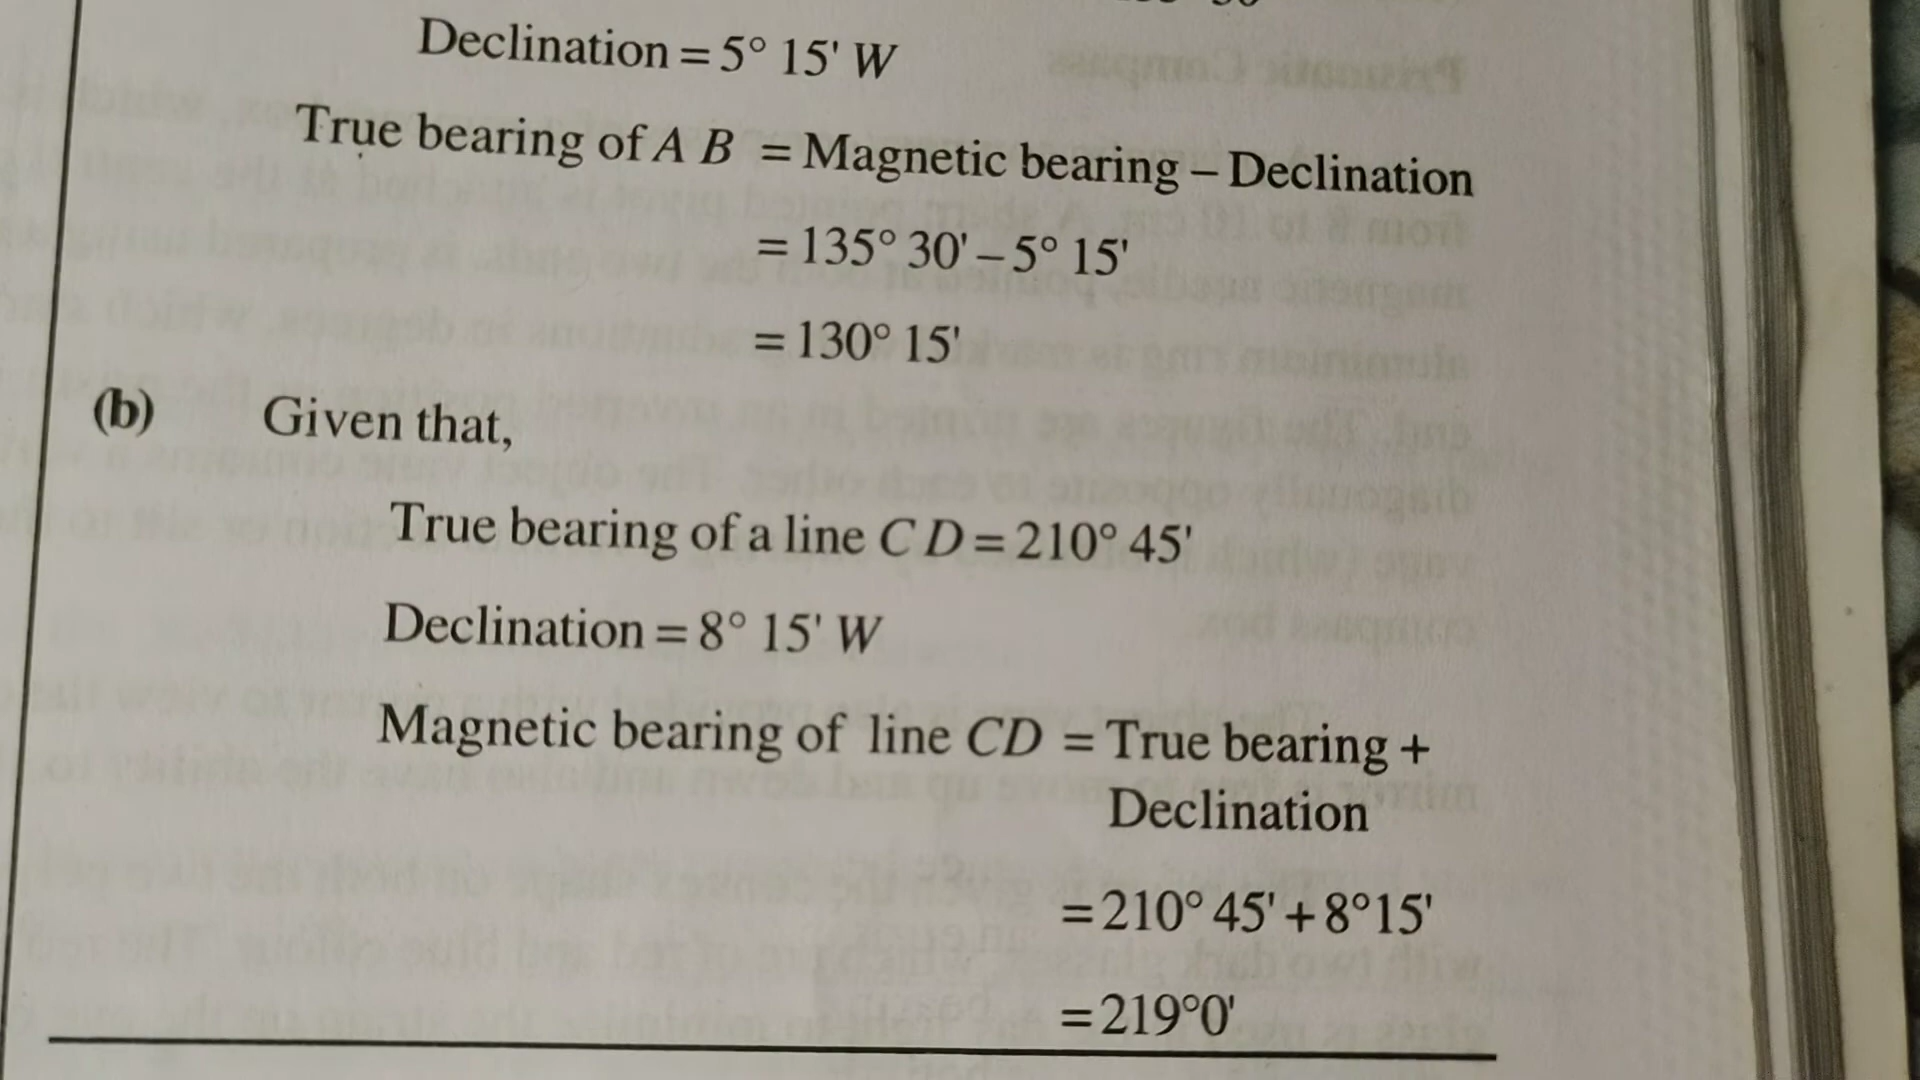 Declination = 5° 15' W
True bearing of A B = Magnetic bearing – Declination
= 135° 30' – 5° 15'
= 130° 15'
(b) Given that,
True bearing of a line C D = 210° 45'
Declination = 8° 15' W
Magnetic bearing of line CD = True bearing +
Declination
= 210° 45' + 8°15'
= 219°0'